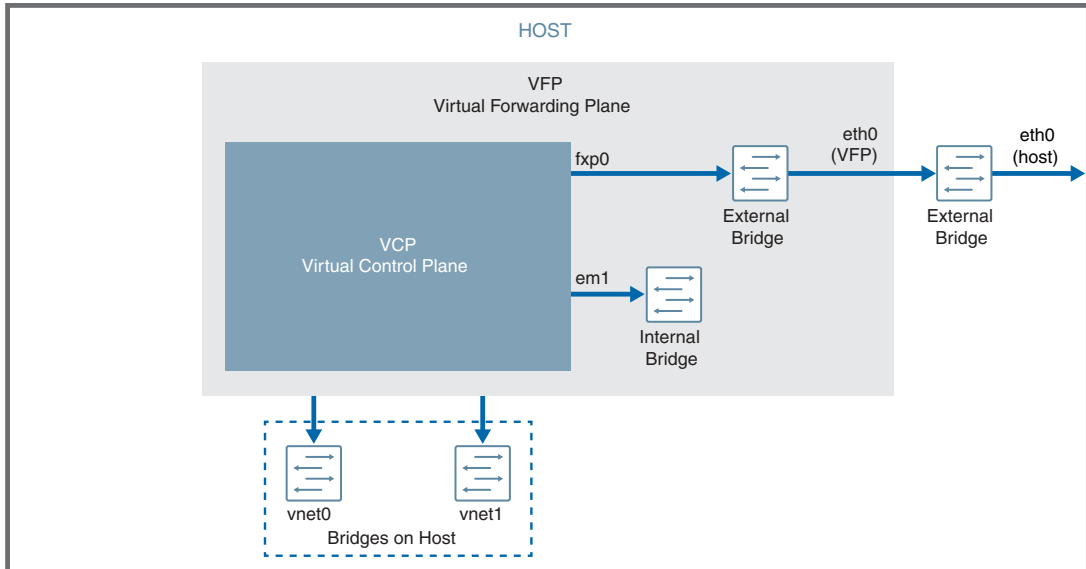 HOST
VFP
Virtual Forwarding Plane
VCP
Virtual Control Plane
fxp0
External
Bridge
eth0
(VFP)
External
Bridge
eth0
(host)
em1
Internal
Bridge
vnet0
vnet1
Bridges on Host